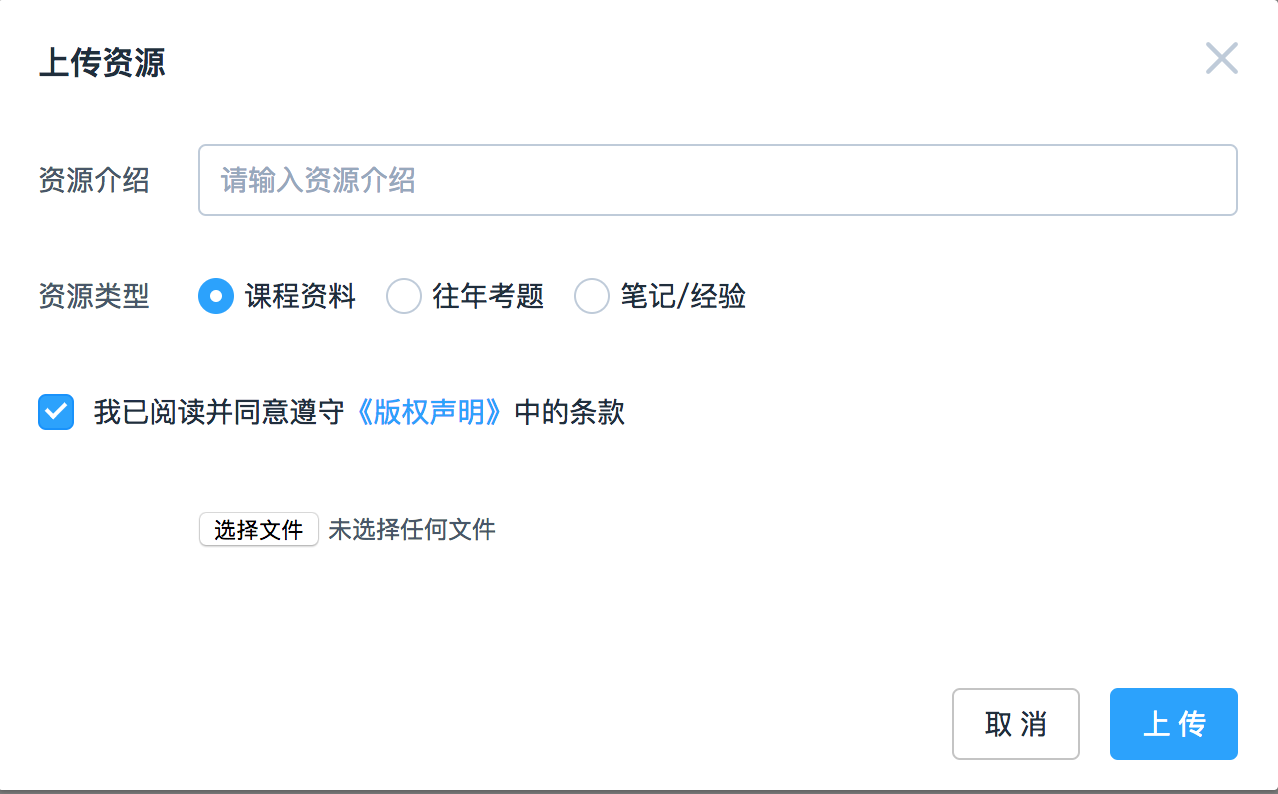 上传资源
资源介绍 请输入资源介绍
资源类型 课程资料 往年考题 笔记/经验
我已阅读并同意遵守《版权声明》中的条款
选择文件 未选择任何文件
取 消 上 传